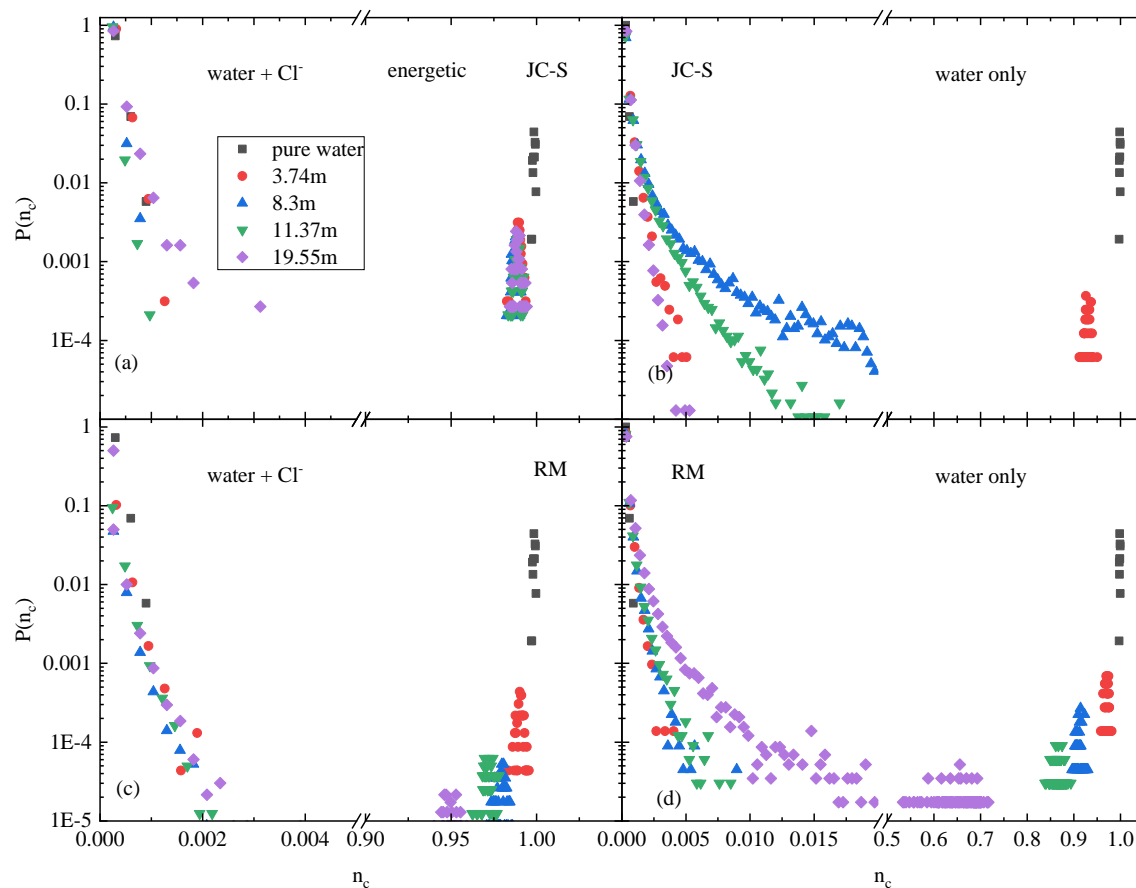 1
0.1
0.01
0.001
1E-4
P(n_c)
water + Cl⁻
energetic
JC-S
pure water
3.74m
8.3m
11.37m
19.55m
(a)
JC-S
water only
(b)
1
0.1
0.01
0.001
1E-4
1E-5
P(n_c)
water + Cl⁻
RM
(c)
RM
water only
(d)
0.000 0.002 0.004 0.90 0.95 1.00
n_c
0.000 0.005 0.010 0.015 0.5 0.6 0.7 0.8 0.9 1.0
n_c